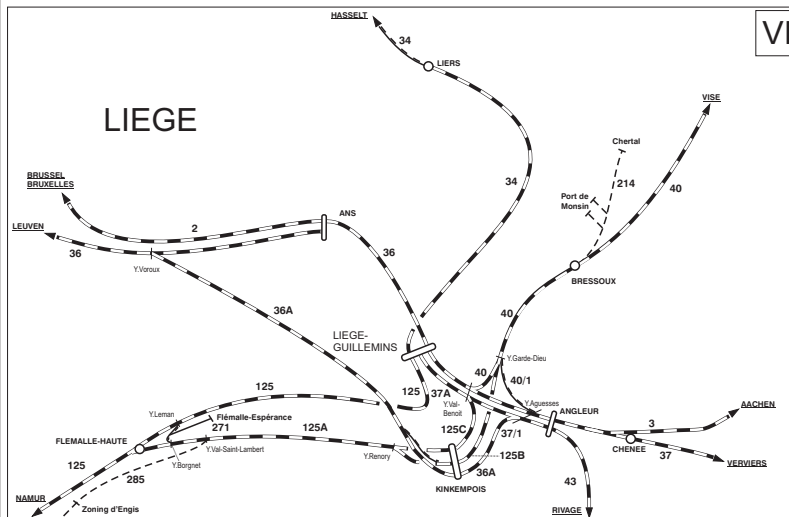 HASSELT
34
LIERS
VI
LIEGE
VISE
Chertal
214
Port de
Monsin
40
BRUSSEL
BRUXELLES
34
LEUVEN
2
ANS
36
36
Y.Voroux
BRESSOUX
36A
40
LIEGE-
GUILLEMINS
Y.Garde-Dieu
40
40/1
125
125
37A
Y.Val-
Benoit
Y.Aguesses
ANGLEUR
AACHEN
Y.Leman
Flémalle-Espérance
271
125A
3
FLEMALLE-HAUTE
125C
37/1
CHENEE
Y.Val-Saint-Lambert
Y.Borgnet
Y.Renory
125B
37
VERVIERS
125
285
36A
KINKEMPOIS
43
NAMUR
Zoning d'Engis
RIVAGE